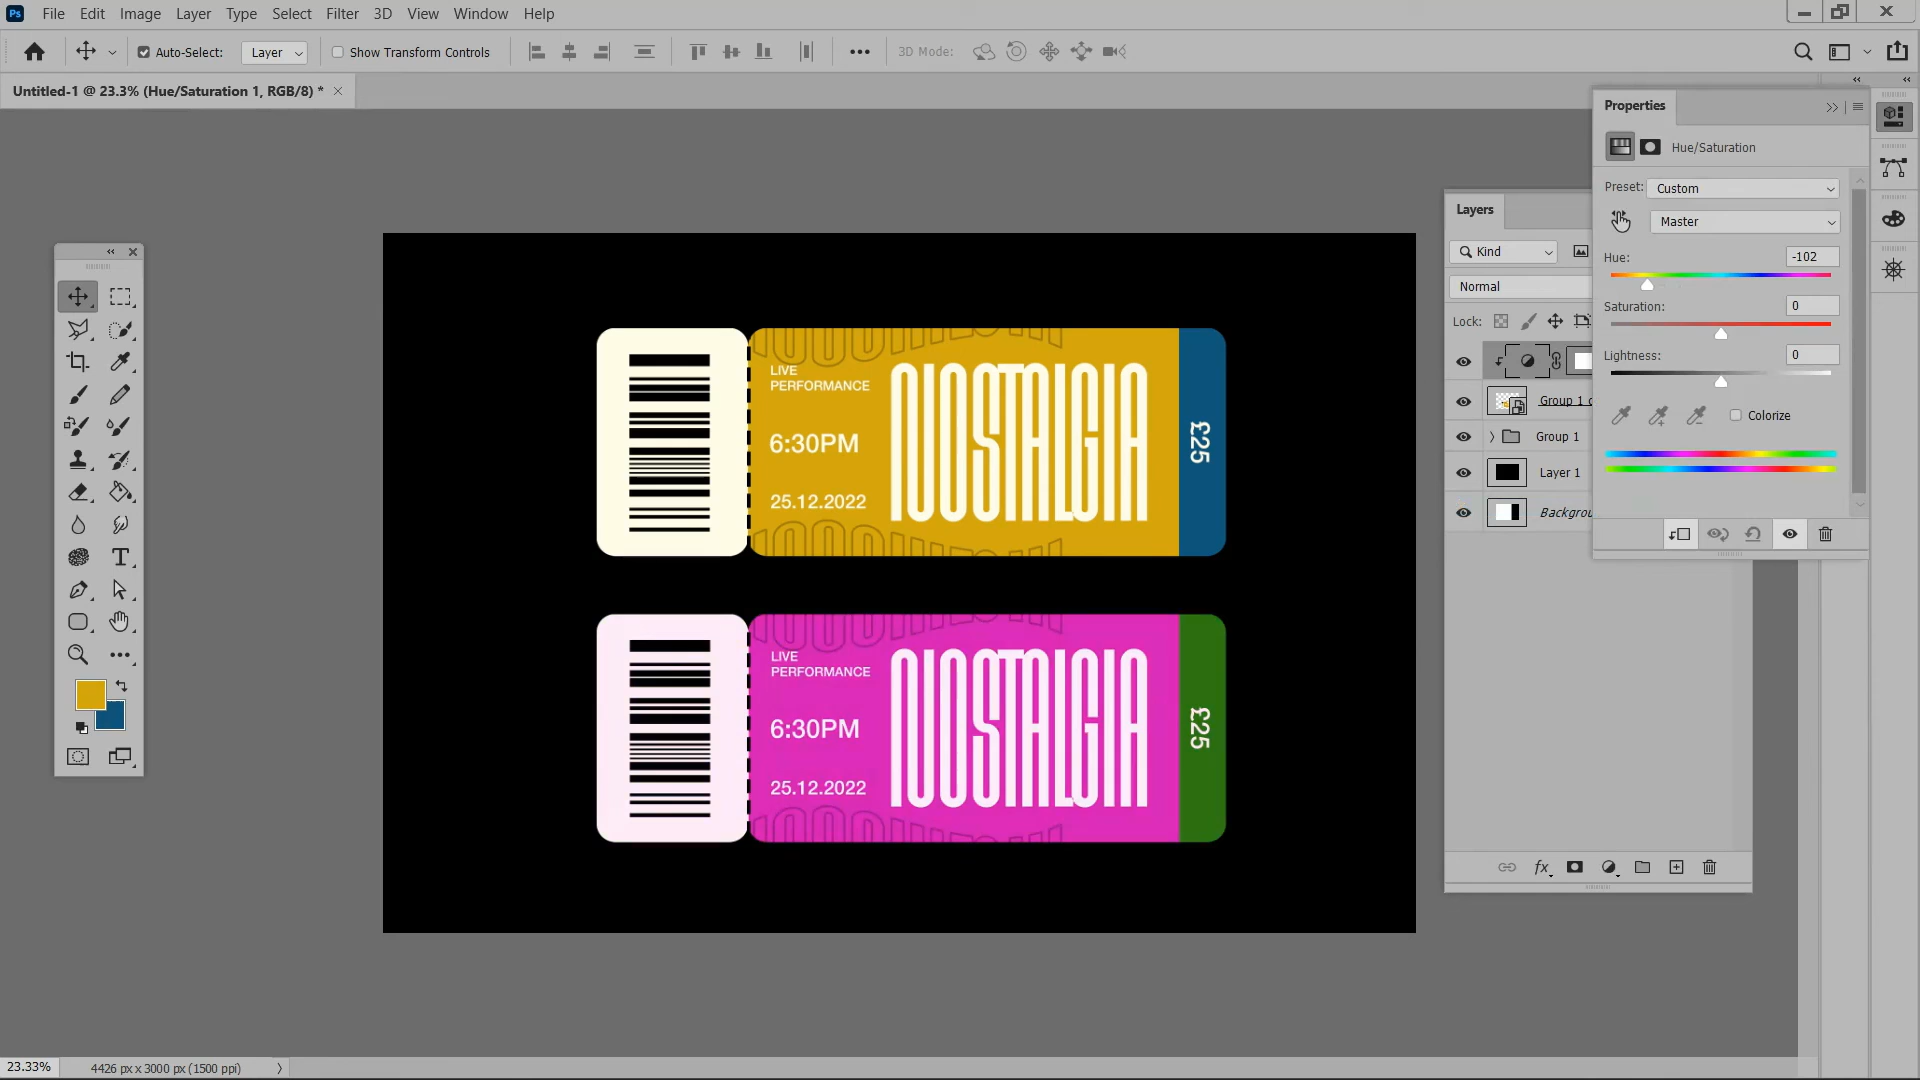 Ps File Edit Image Layer Type Select Filter 3D View Window Help
Auto-Select: Layer Show Transform Controls 3D Mode:
Untitled-1 @ 23.3% (Hue/Saturation 1, RGB/8) *
Properties
Hue/Saturation
Preset: Custom
Master
Hue: -102
Saturation: 0
Lightness: 0
Colorize
Layers
Kind
Normal
Lock:
Group 1
Group 1
Layer 1
Backgrou
fx
LIVE
PERFORMANCE
6:30PM
25.12.2022
NOSTALGIA
£25
LIVE
PERFORMANCE
6:30PM
25.12.2022
NOSTALGIA
£25
23.33% 4426 px x 3000 px (1500 ppi)